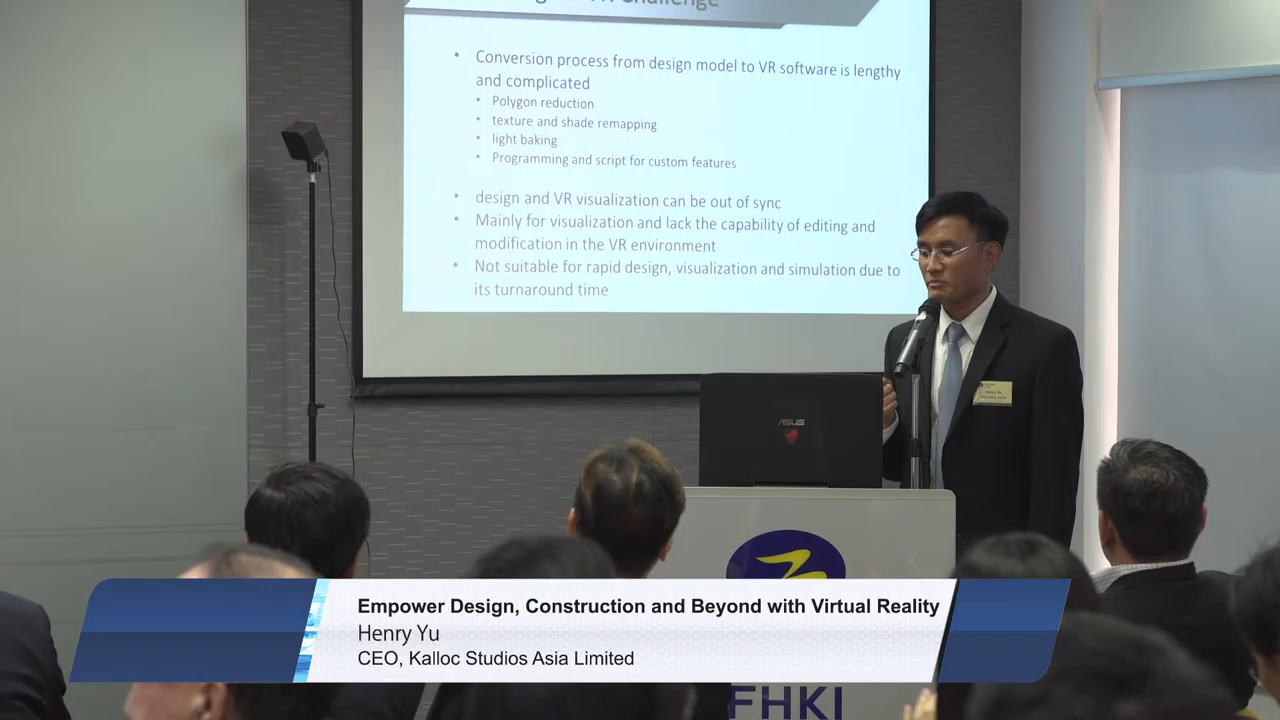 Challenge
• Conversion process from design model to VR software is lengthy
and complicated
• Polygon reduction
• texture and shade remapping
• light baking
• Programming and script for custom features
• design and VR visualization can be out of sync
• Mainly for visualization and lack the capability of editing and
modification in the VR environment
• Not suitable for rapid design, visualization and simulation due to
its turnaround time
ASUS
Henry Yu
Empower Design, Construction and Beyond with Virtual Reality
Henry Yu
CEO, Kalloc Studios Asia Limited
FHKI